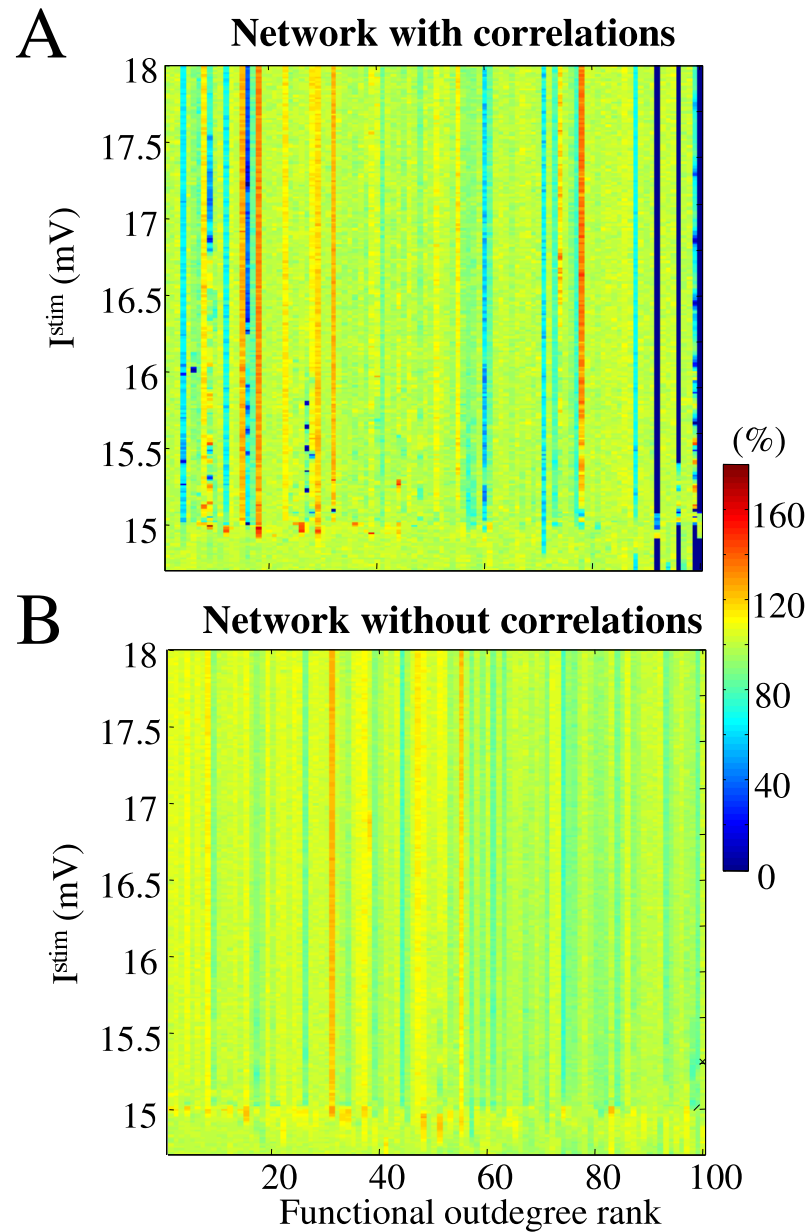 A
Network with correlations
18
17.5
17
16.5
16
15.5
15
I^stim (mV)
(%)
160
120
80
40
0
B
Network without correlations
18
17.5
17
16.5
16
15.5
15
I^stim (mV)
20 40 60 80 100
Functional outdegree rank